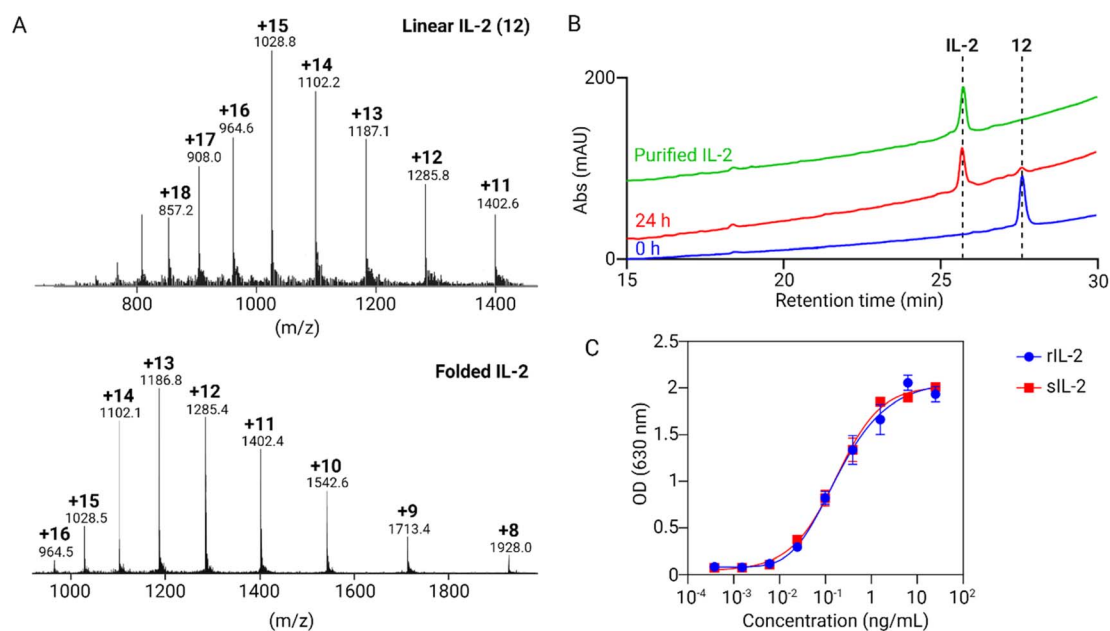 A
Linear IL-2 (12)
+15
1028.8
+14
1102.2
+16
964.6
+13
1187.1
+17
908.0
+12
1285.8
+18
857.2
+11
1402.6
800 1000 1200 1400
(m/z)
Folded IL-2
+13
1186.8
+14
1102.1
+12
1285.4
+11
1402.4
+10
1542.6
+15
1028.5
+9
1713.4
+16
964.5
+8
1928.0
1000 1200 1400 1600 1800
(m/z)
B
IL-2 12
200
Abs (mAU)
0
Purified IL-2
24 h
0 h
15 20 25 30
Retention time (min)
C
2.5
2
1.5
1
0.5
0
OD (630 nm)
10-4 10-3 10-2 10-1 1 10 102
Concentration (ng/mL)
rIL-2
sIL-2